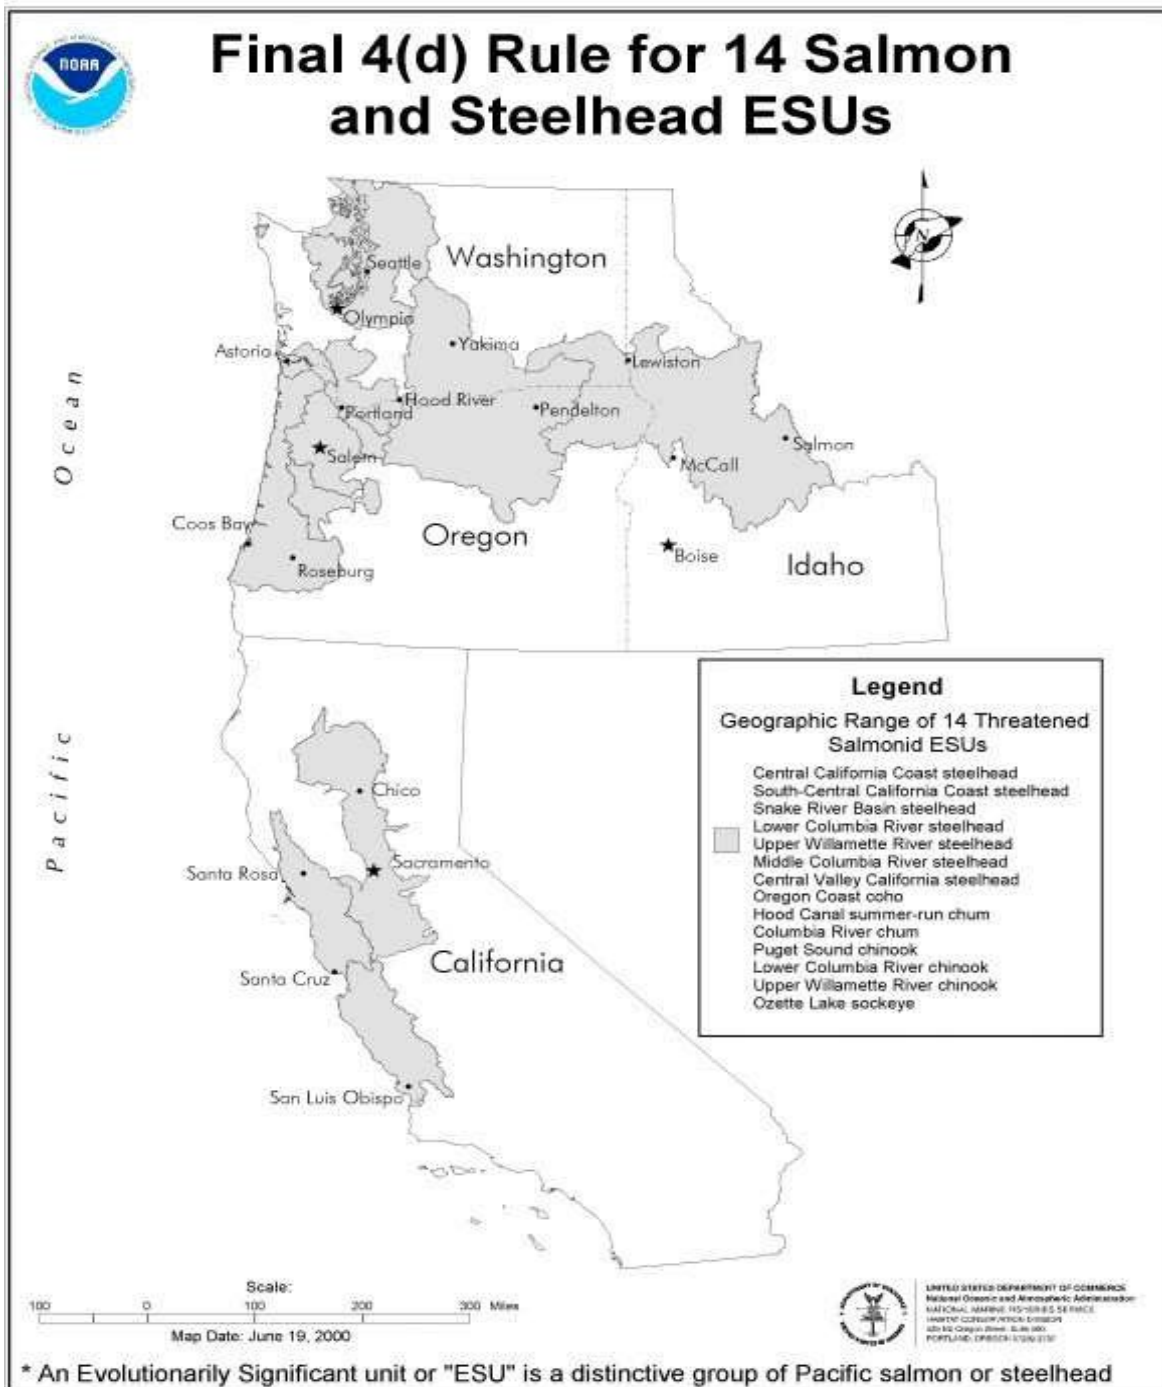 NOAA
Final 4(d) Rule for 14 Salmon
and Steelhead ESUs
N
Washington
Seattle
Olympia
Yakima
Astoria
Lewiston
Hood River
Portland
Pendelton
Salmon
Salem
McCall
Coos Bay
Oregon
Roseburg
Boise
Idaho
Pacific
Ocean
Legend
Geographic Range of 14 Threatened
Salmonid ESUs
Central California Coast steelhead
South-Central California Coast steelhead
Snake River Basin steelhead
Lower Columbia River steelhead
Upper Willamette River steelhead
Middle Columbia River steelhead
Central Valley California steelhead
Oregon Coast coho
Hood Canal summer-run chum
Columbia River chum
Puget Sound chinook
Lower Columbia River chinook
Upper Willamette River chinook
Ozette Lake sockeye
Chico
Santa Rosa
Sacramento
California
Santa Cruz
San Luis Obispo
Scale:
100 0 100 200 300 Miles
Map Date: June 19, 2000
UNITED STATES DEPARTMENT OF COMMERCE
National Oceanic and Atmospheric Administration
NATIONAL MARINE FISHERIES SERVICE
HABITAT CONSERVATION DIVISION
PORTLAND, OREGON
* An Evolutionarily Significant unit or "ESU" is a distinctive group of Pacific salmon or steelhead